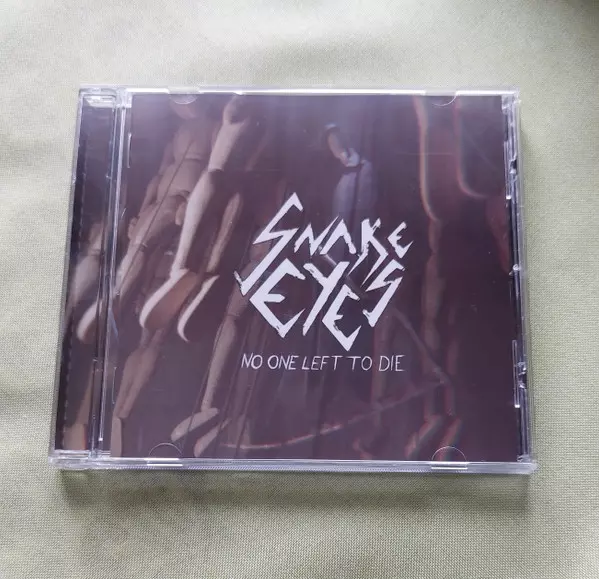 SNAKE
EYES
NO ONE LEFT TO DIE